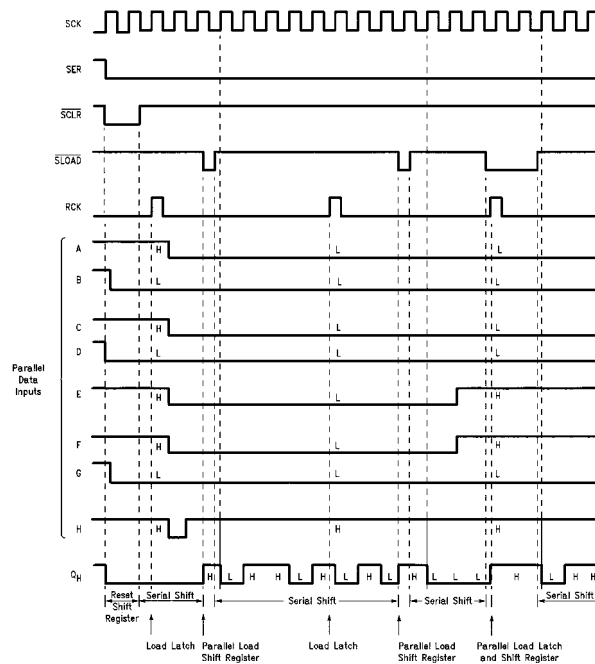 SCK
SER
SCLR
SLOAD
RCK
A H L L
B L L L
C H L L
D L L L
Parallel
Data
Inputs
E H L H
F H L H
G L L L
H H H H
QH H L H H L H L H L H L L L H L H H
Reset
Shift
Register
Serial Shift
Serial Shift
Serial Shift
Serial Shift
Load Latch
Parallel Load
Shift Register
Load Latch
Parallel Load
Shift Register
Parallel Load Latch
and Shift Register